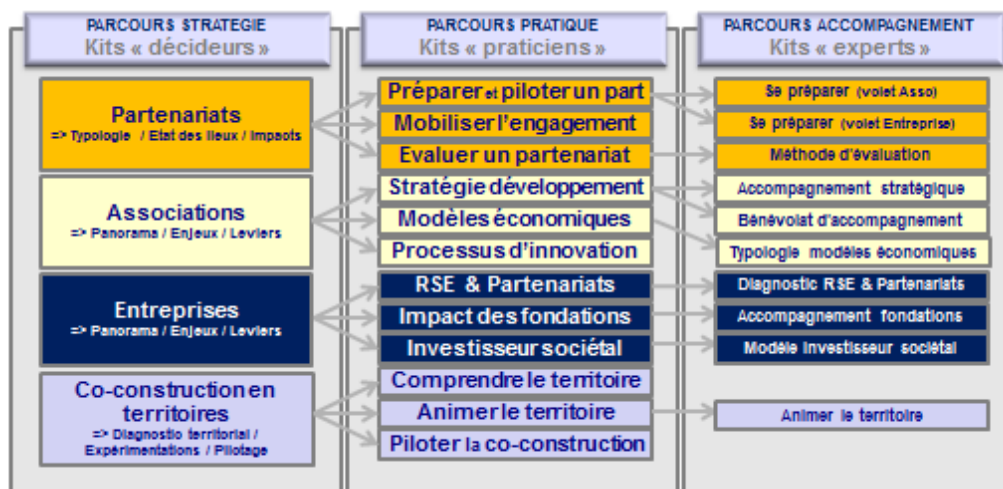 PARCOURS STRATEGIE
Kits « décideurs »
Partenariats
=> Typologie / Etat des lieux / Impacts
Associations
=> Panorama / Enjeux / Leviers
Entreprises
=> Panorama / Enjeux / Leviers
Co-construction en
territoires
=> Diagnostic territorial /
Expérimentations / Pilotage
PARCOURS PRATIQUE
Kits « praticiens »
Préparer et piloter un part
Mobiliser l'engagement
Evaluer un partenariat
Stratégie développement
Modèles économiques
Processus d'innovation
RSE & Partenariats
Impact des fondations
Investisseur sociétal
Comprendre le territoire
Animer le territoire
Piloter la co-construction
PARCOURS ACCOMPAGNEMENT
Kits « experts »
Se préparer (volet Asso)
Se préparer (volet Entreprise)
Méthode d'évaluation
Accompagnement stratégique
Bénévolat d'accompagnement
Typologie modèles économiques
Diagnostic RSE & Partenariats
Accompagnement fondations
Modèle Investisseur sociétal
Animer le territoire